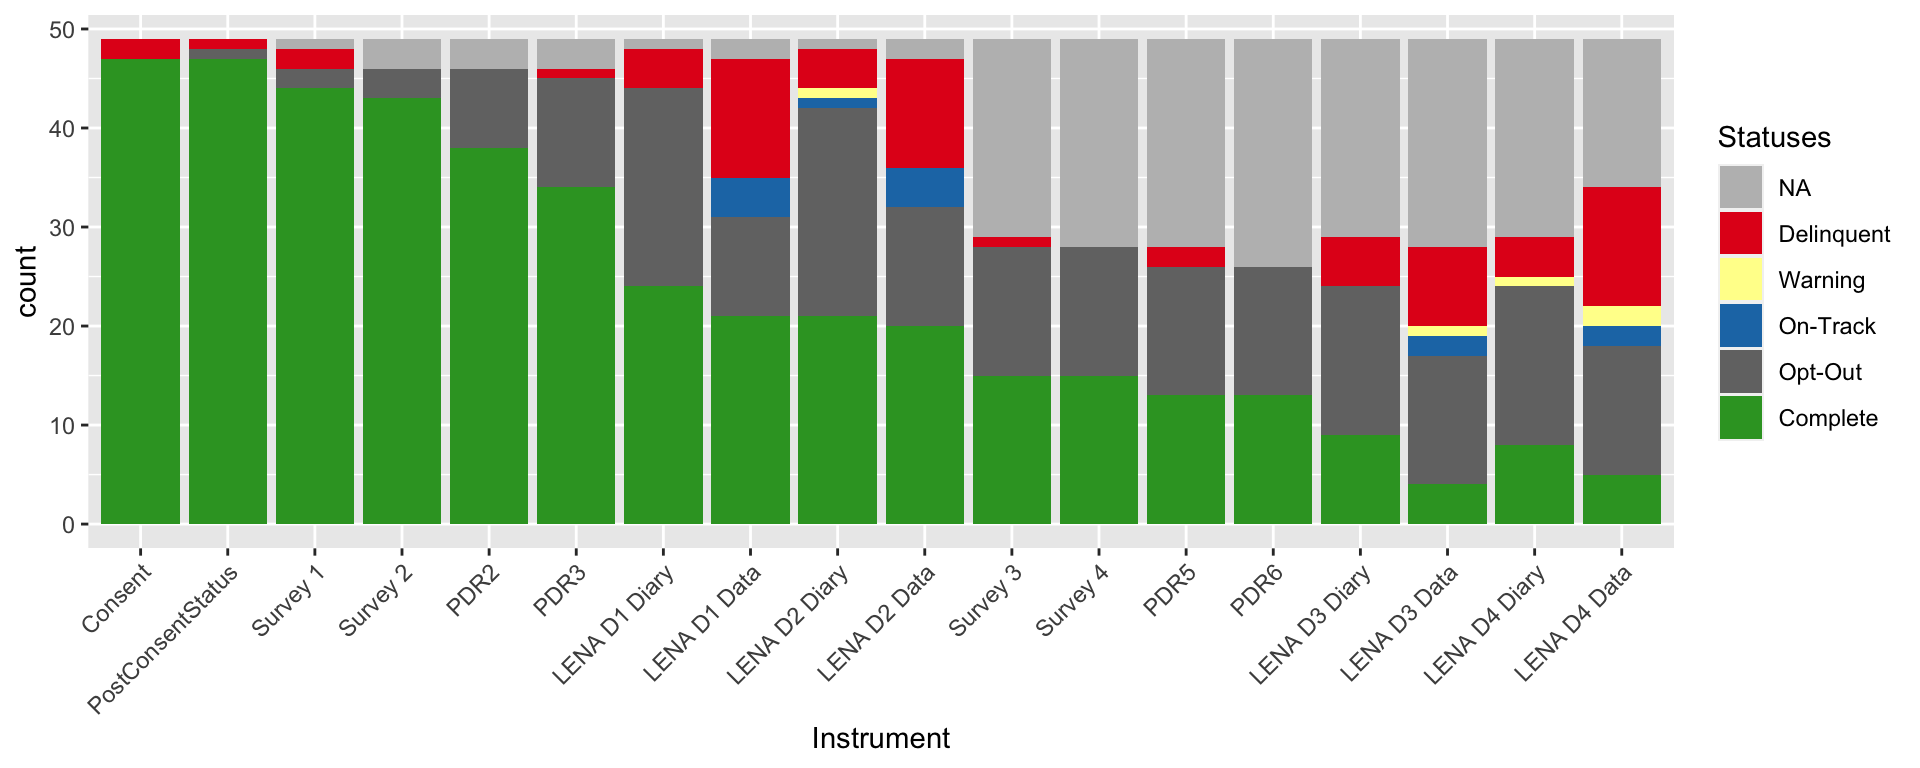 50
40
30
20
10
0
count
Consent
PostConsentStatus
Survey 1
Survey 2
PDR2
PDR3
LENA D1 Diary
LENA D1 Data
LENA D2 Diary
LENA D2 Data
Survey 3
Survey 4
PDR5
PDR6
LENA D3 Diary
LENA D3 Data
LENA D4 Diary
LENA D4 Data
Instrument
Statuses
NA
Delinquent
Warning
On-Track
Opt-Out
Complete